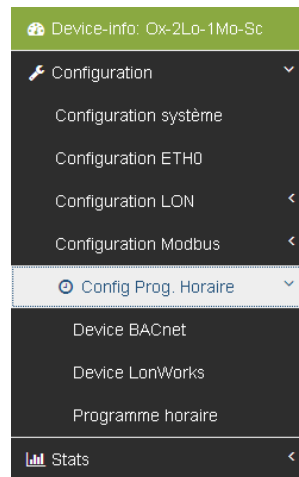 Device-info: Ox-2Lo-1Mo-Sc
Configuration
Configuration système
Configuration ETH0
Configuration LON
Configuration Modbus
Config Prog. Horaire
Device BACnet
Device LonWorks
Programme horaire
Stats